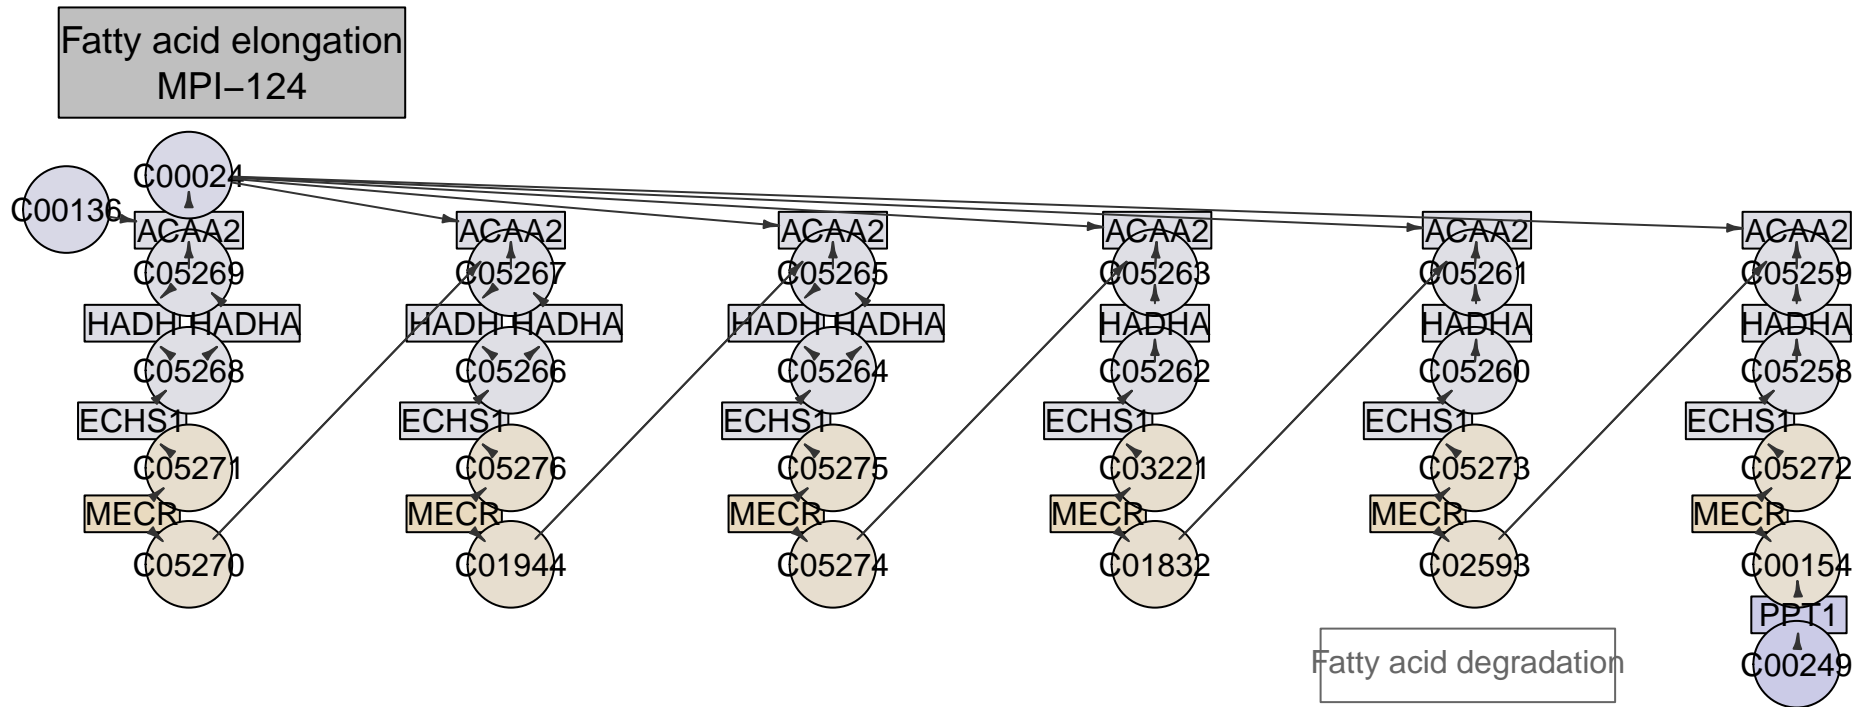 Fatty acid elongation
MPI–124
C00024
C00136
ACAA2 ACAA2 ACAA2 ACAA2 ACAA2 ACAA2
C05269 C05267 C05265 C05263 C05261 C05259
HADH HADHA HADH HADHA HADH HADHA HADHA HADHA HADHA
C05268 C05266 C05264 C05262 C05260 C05258
ECHS1 ECHS1 ECHS1 ECHS1 ECHS1 ECHS1
C05271 C05276 C05275 C03221 C05273 C05272
MECR MECR MECR MECR MECR MECR
C05270 C01944 C05274 C01832 C02593 C00154
PPT1
Fatty acid degradation C00249